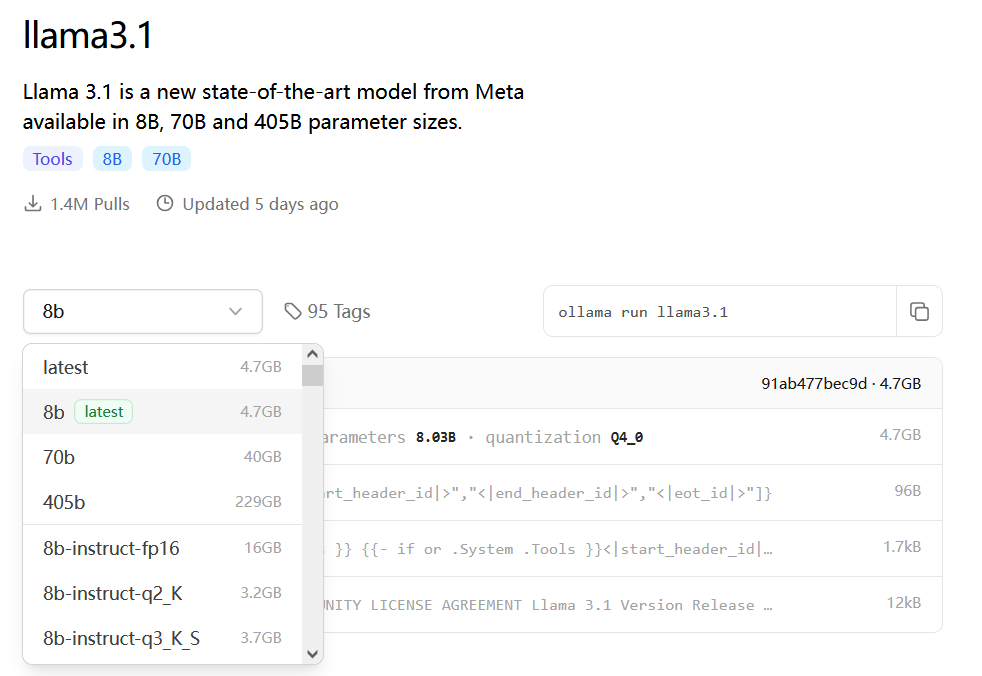 llama3.1
Llama 3.1 is a new state-of-the-art model from Meta
available in 8B, 70B and 405B parameter sizes.
Tools 8B 70B
1.4M Pulls Updated 5 days ago
8b 95 Tags ollama run llama3.1
latest 4.7GB
91ab477bec9d · 4.7GB
8b latest 4.7GB
arameters 8.03B · quantization Q4_0 4.7GB
70b 40GB
rt_header_id|>","<|end_header_id|>","<|eot_id|>"]} 96B
405b 229GB
8b-instruct-fp16 16GB
}} {{- if or .System .Tools }}<|start_header_id|… 1.7kB
8b-instruct-q2_K 3.2GB
NITY LICENSE AGREEMENT Llama 3.1 Version Release … 12kB
8b-instruct-q3_K_S 3.7GB